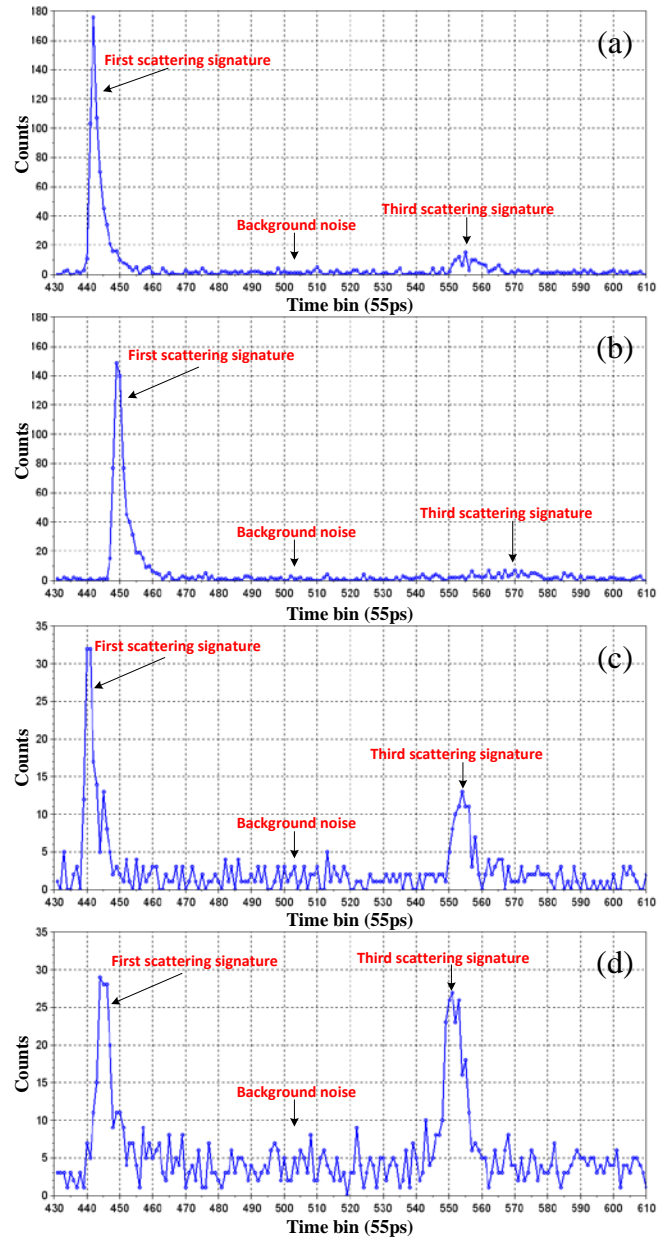 (a)
First scattering signature
Third scattering signature
Background noise
Counts
180
160
140
120
100
80
60
40
20
0
430 440 450 460 470 480 490 500 510 520 530 540 550 560 570 580 590 600 610
Time bin (55ps)
(b)
First scattering signature
Third scattering signature
Background noise
Counts
180
160
140
120
100
80
60
40
20
0
430 440 450 460 470 480 490 500 510 520 530 540 550 560 570 580 590 600 610
Time bin (55ps)
(c)
First scattering signature
Third scattering signature
Background noise
Counts
35
30
25
20
15
10
5
0
430 440 450 460 470 480 490 500 510 520 530 540 550 560 570 580 590 600 610
Time bin (55ps)
(d)
First scattering signature
Third scattering signature
Background noise
Counts
35
30
25
20
15
10
5
0
430 440 450 460 470 480 490 500 510 520 530 540 550 560 570 580 590 600 610
Time bin (55ps)